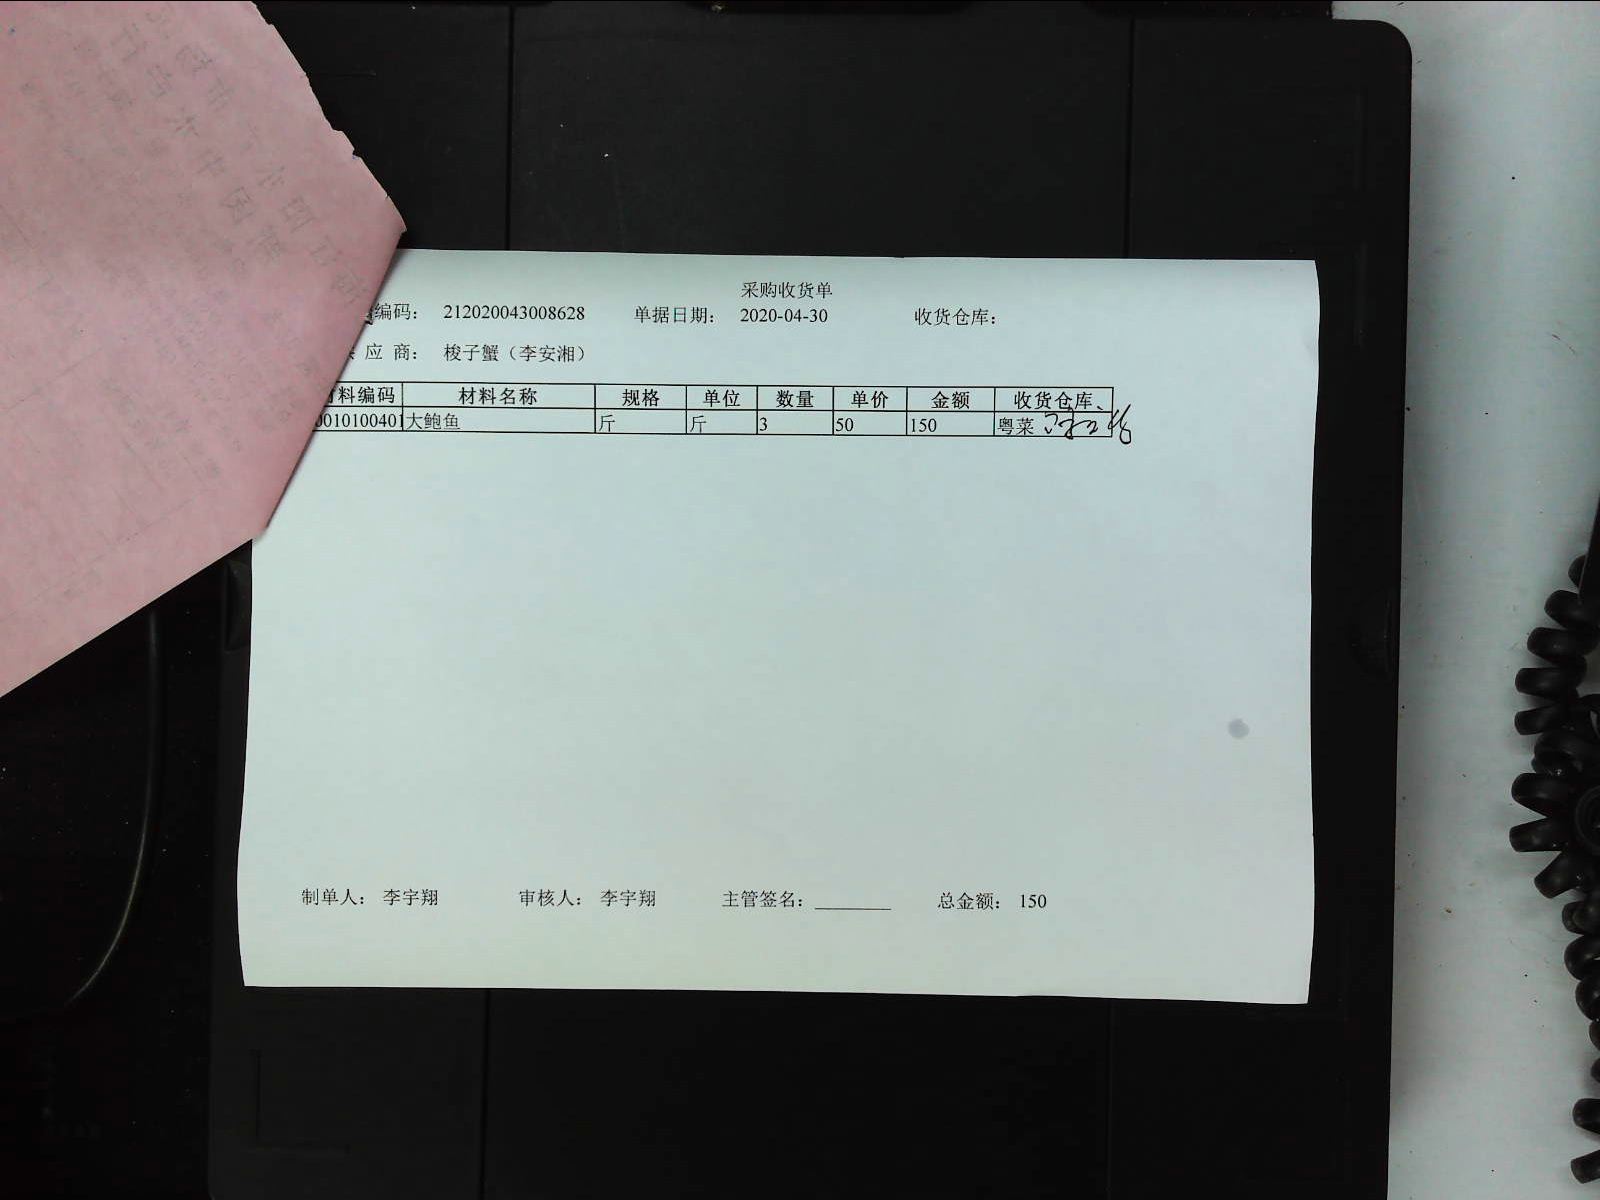 采购收货单
编码： 212020043008628 单据日期： 2020-04-30 收货仓库：
应 商： 梭子蟹（李安湘）
料编码 材料名称 规格 单位 数量 单价 金额 收货仓库
0010100401 大鲍鱼 斤 斤 3 50 150 粤菜
制单人： 李宇翔 审核人： 李宇翔 主管签名：________ 总金额： 150